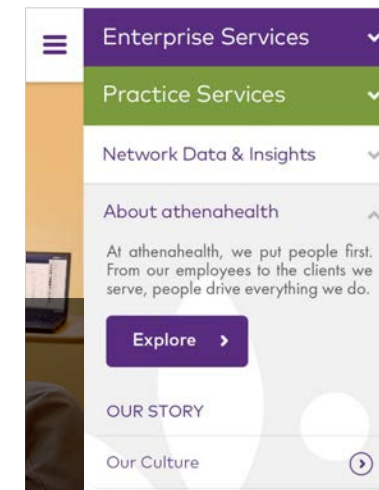 Enterprise Services
Practice Services
Network Data & Insights
About athenahealth
At athenahealth, we put people first.
From our employees to the clients we
serve, people drive everything we do.
Explore
OUR STORY
Our Culture